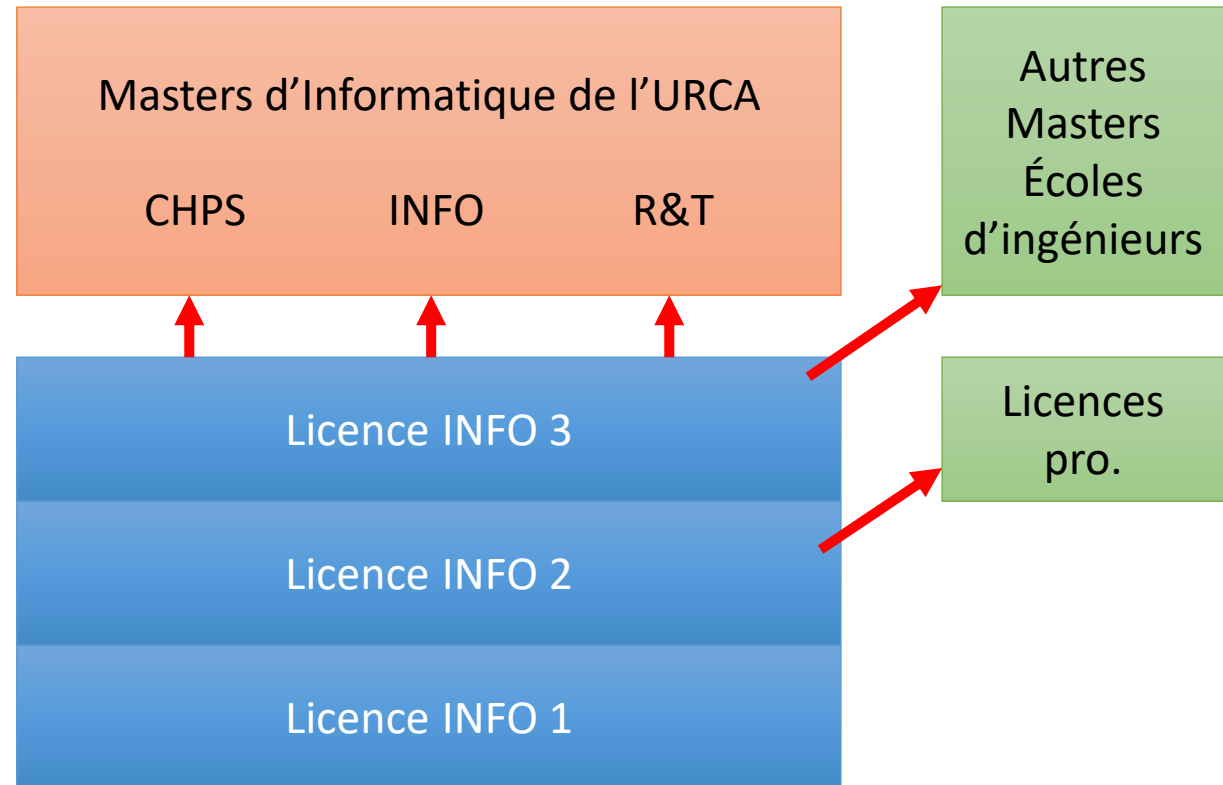 Masters d’Informatique de l’URCA
CHPS INFO R&T
Autres
Masters
Écoles
d’ingénieurs
Licence INFO 3
Licences
pro.
Licence INFO 2
Licence INFO 1